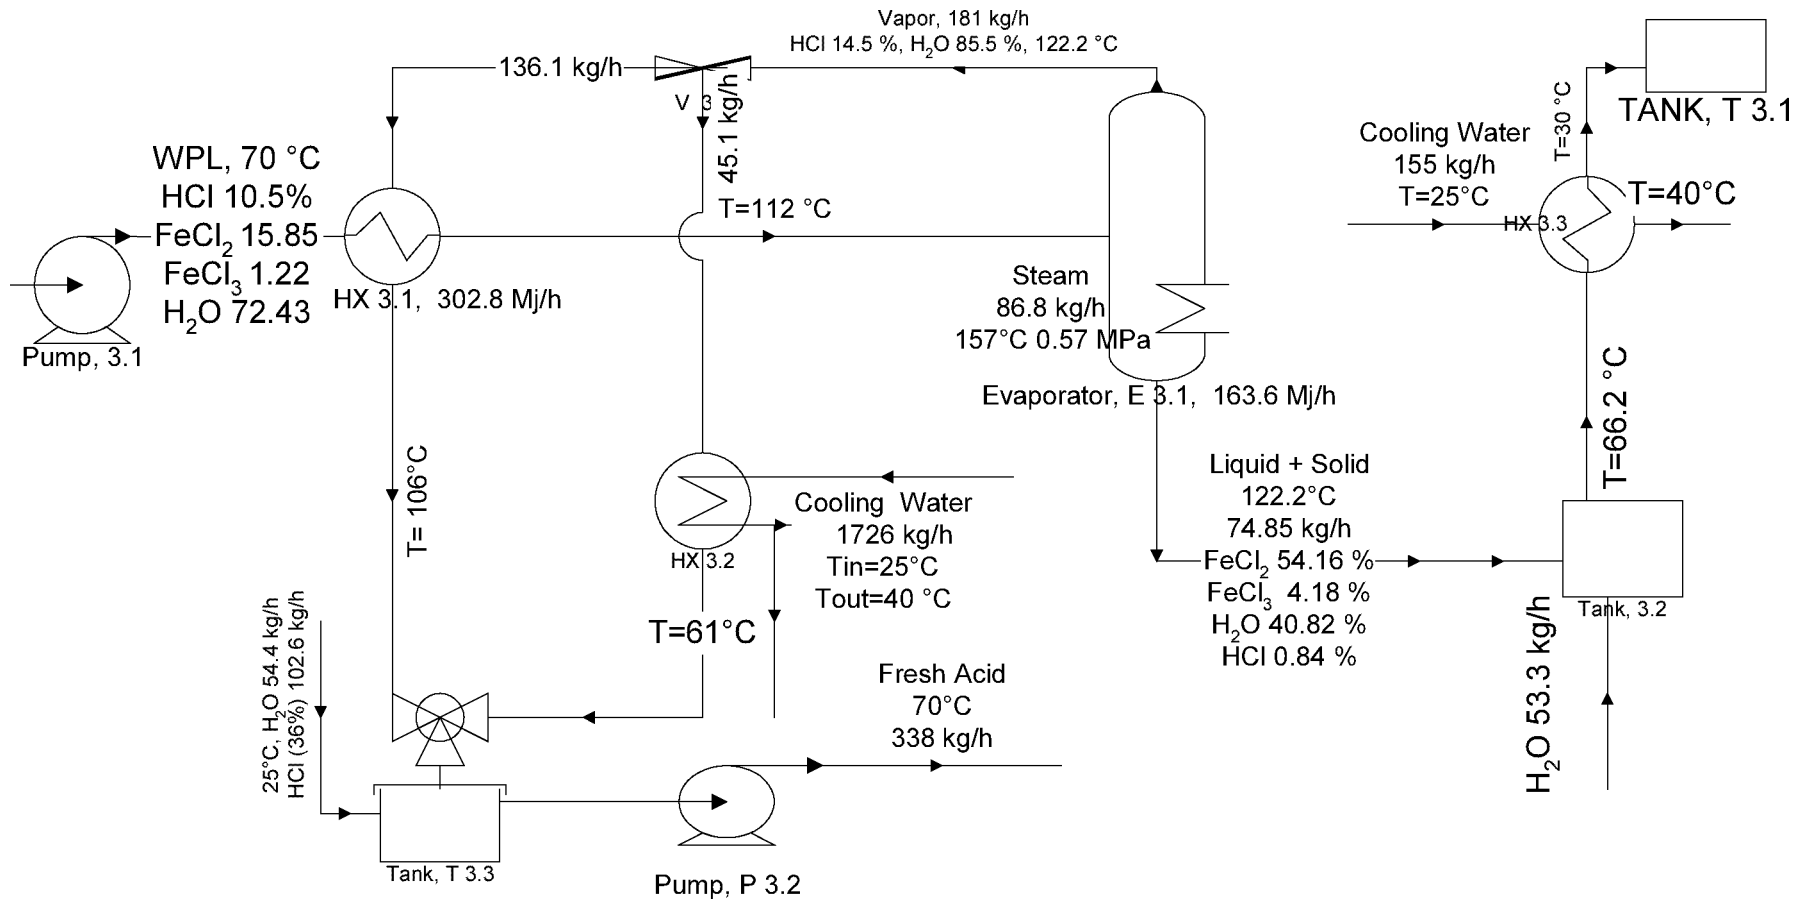 Vapor, 181 kg/h
HCl 14.5 %, H₂O 85.5 %, 122.2 °C
136.1 kg/h
V 3
45.1 kg/h
T=30 °C
TANK, T 3.1
Cooling Water
155 kg/h
T=25°C
T=40°C
HX 3.3
WPL, 70 °C
HCl 10.5%
FeCl₂ 15.85
FeCl₃ 1.22
H₂O 72.43
Pump, 3.1
HX 3.1, 302.8 Mj/h
T=112 °C
Steam
86.8 kg/h
157°C 0.57 MPa
Evaporator, E 3.1, 163.6 Mj/h
T=66.2 °C
T= 106°C
Cooling Water
1726 kg/h
Tin=25°C
Tout=40 °C
HX 3.2
Liquid + Solid
122.2°C
74.85 kg/h
FeCl₂ 54.16 %
FeCl₃ 4.18 %
H₂O 40.82 %
HCl 0.84 %
Tank, 3.2
H₂O 53.3 kg/h
T=61°C
25°C, H₂O 54.4 kg/h
HCl (36%) 102.6 kg/h
Fresh Acid
70°C
338 kg/h
Tank, T 3.3
Pump, P 3.2